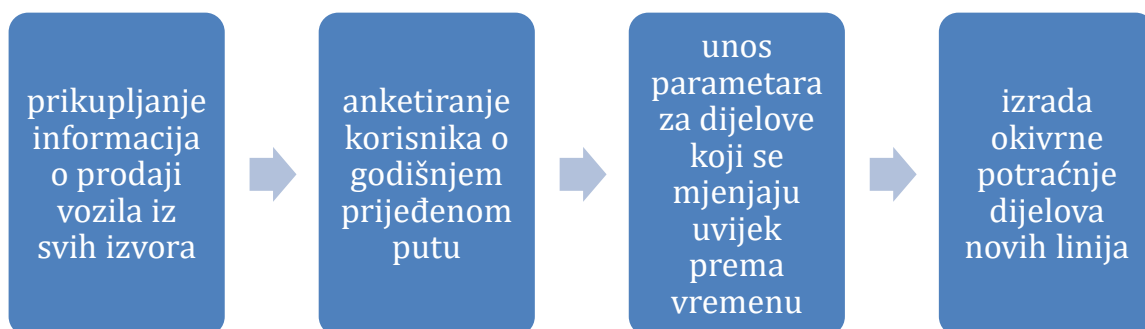 prikupljanje
informacija
o prodaji
vozila iz
svih izvora
anketiranje
korisnika o
godišnjem
prijeđenom
putu
unos
parametara
za dijelove
koji se
mjenjaju
uvijek
prema
vremenu
izrada
okivrne
potraćnje
dijelova
novih linija